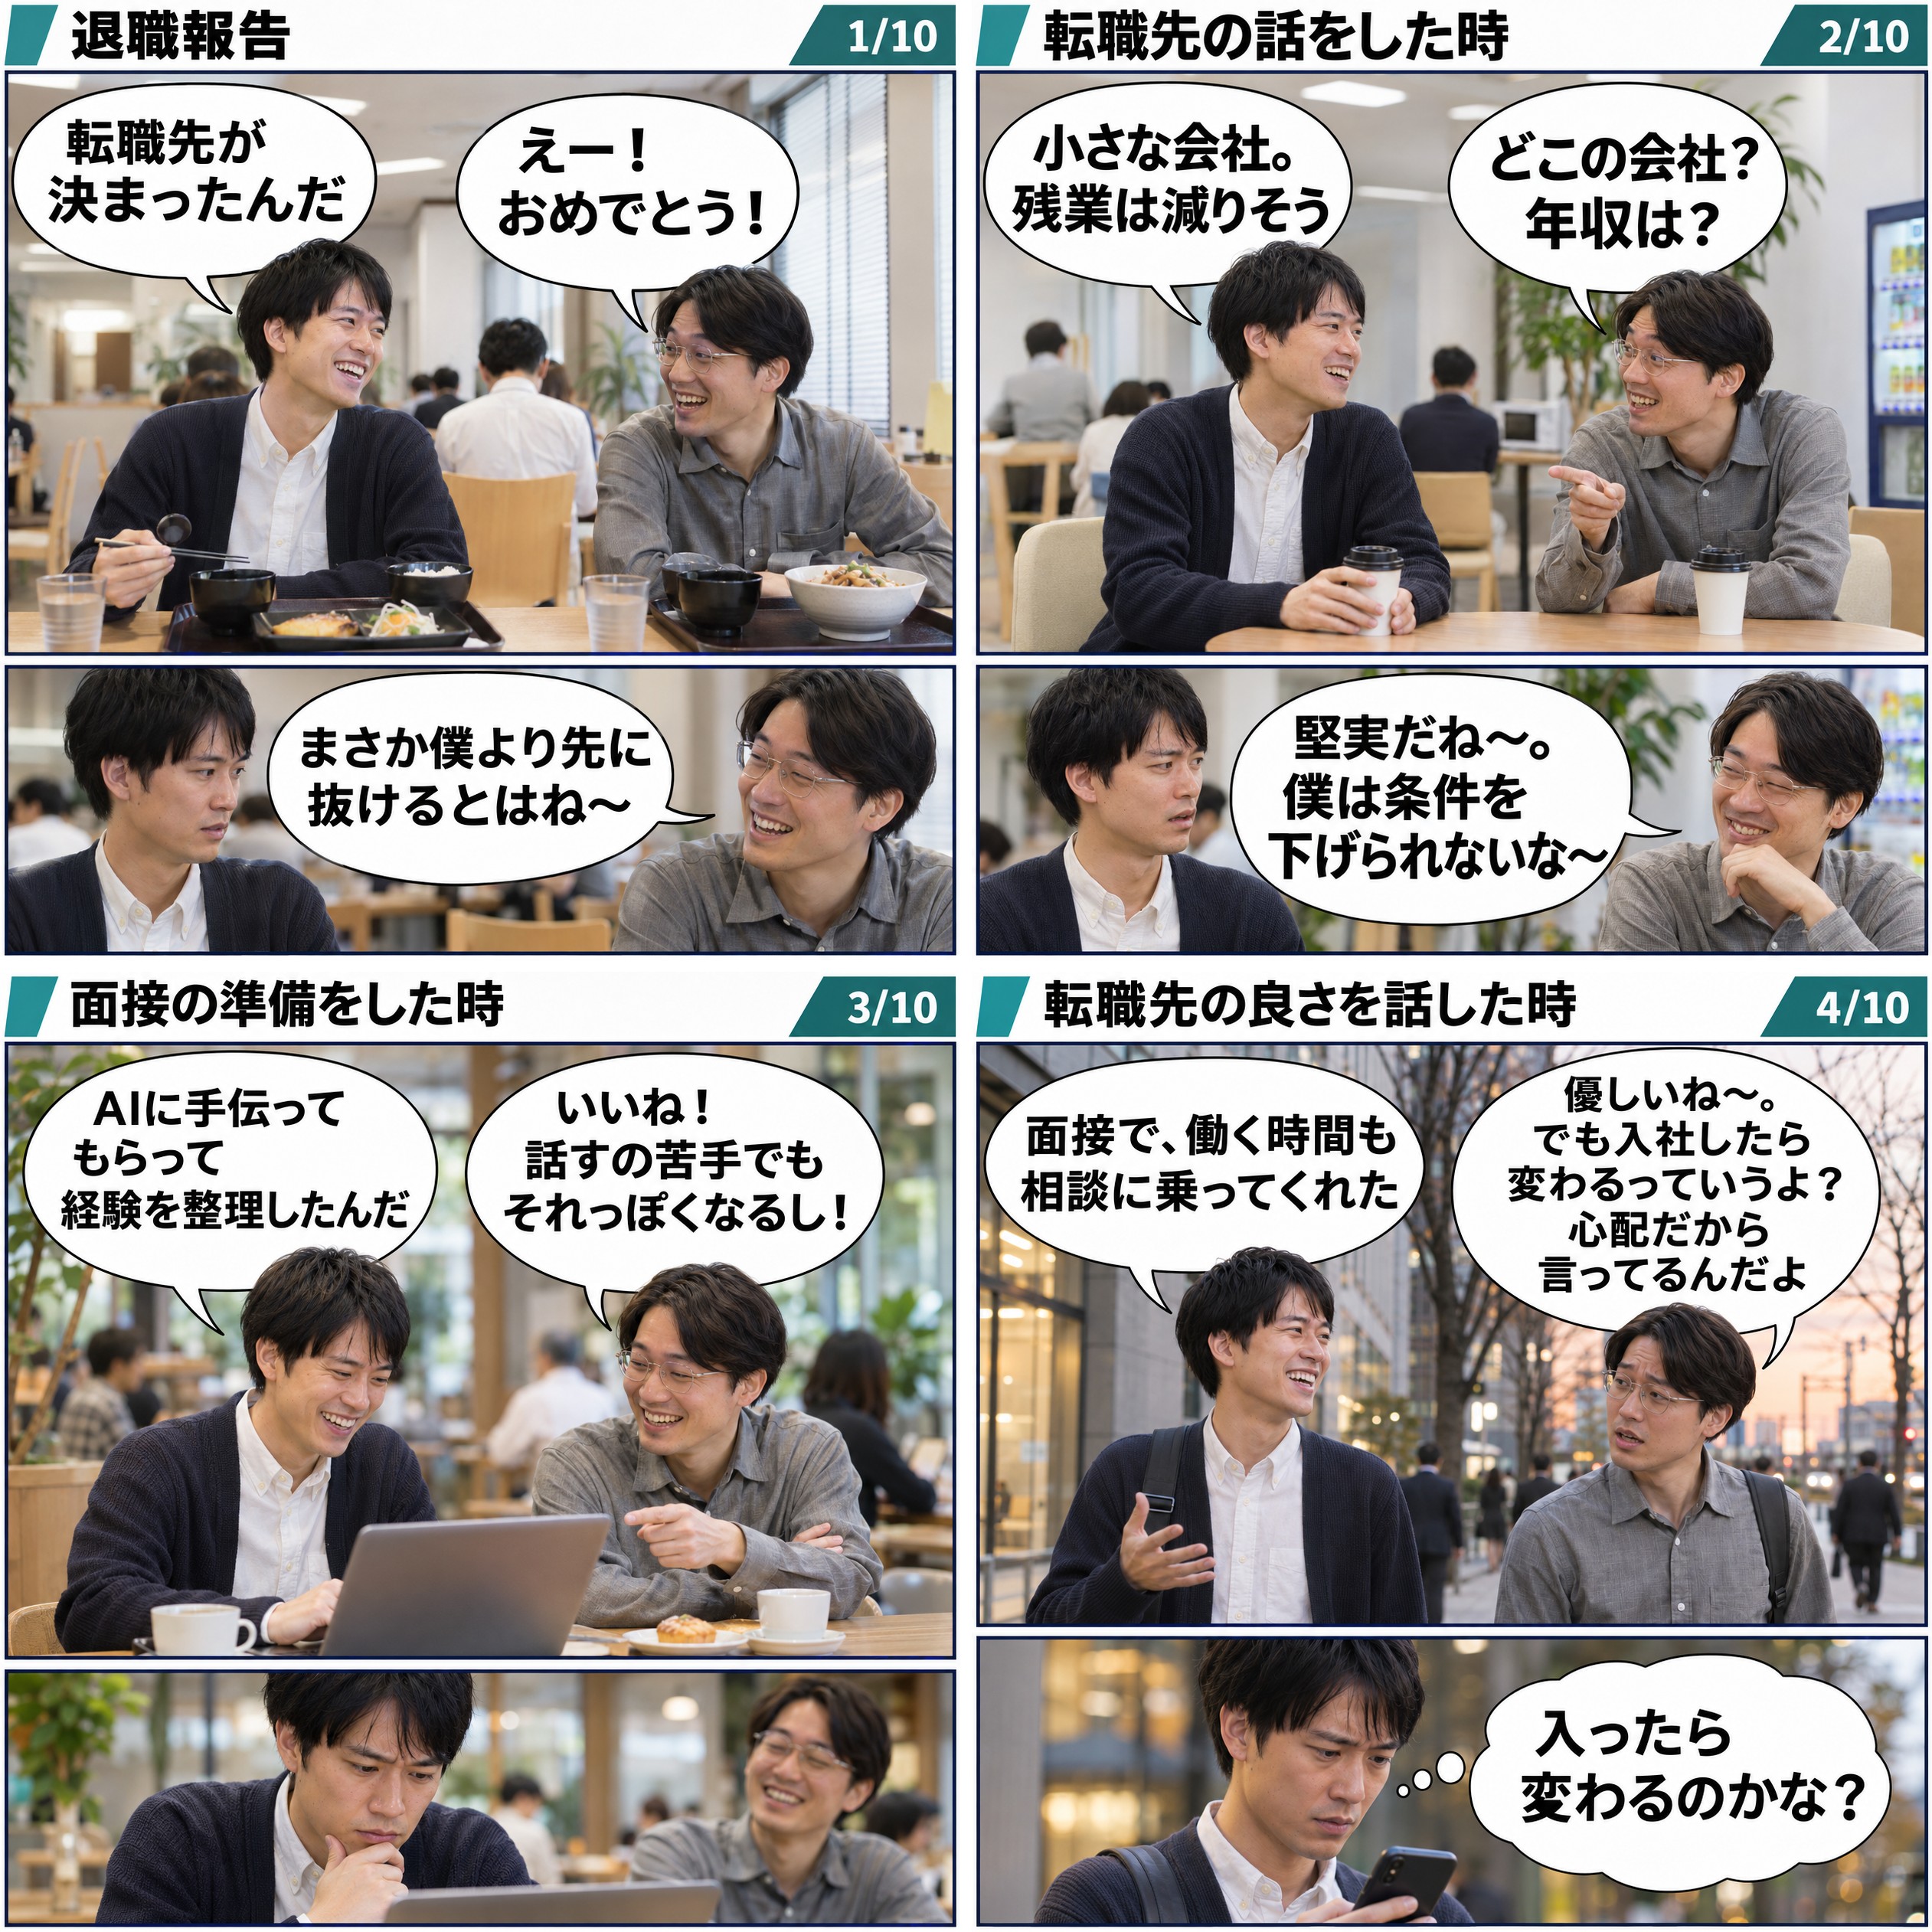 退職報告
1/10
転職先が
決まったんだ
えー！
おめでとう！
まさか僕より先に
抜けるとはね～
転職先の話をした時
2/10
小さな会社。
残業は減りそう
どこの会社？
年収は？
堅実だね～。
僕は条件を
下げられないな～
面接の準備をした時
3/10
AIに手伝って
もらって
経験を整理したんだ
いいね！
話すの苦手でも
それっぽくなるし！
転職先の良さを話した時
4/10
面接で、働く時間も
相談に乗ってくれた
優しいね～。
でも入社したら
変わるっていうよ？
心配だから
言ってるんだよ
入ったら
変わるのかな？